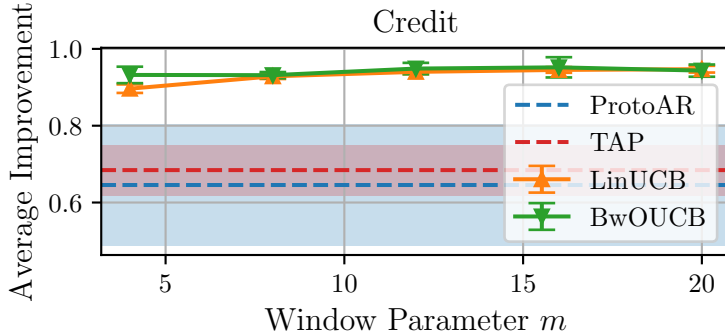 Credit
Average Improvement
1.0
0.8
0.6
5
10
15
20
Window Parameter m
ProtoAR
TAP
LinUCB
BwOUCB